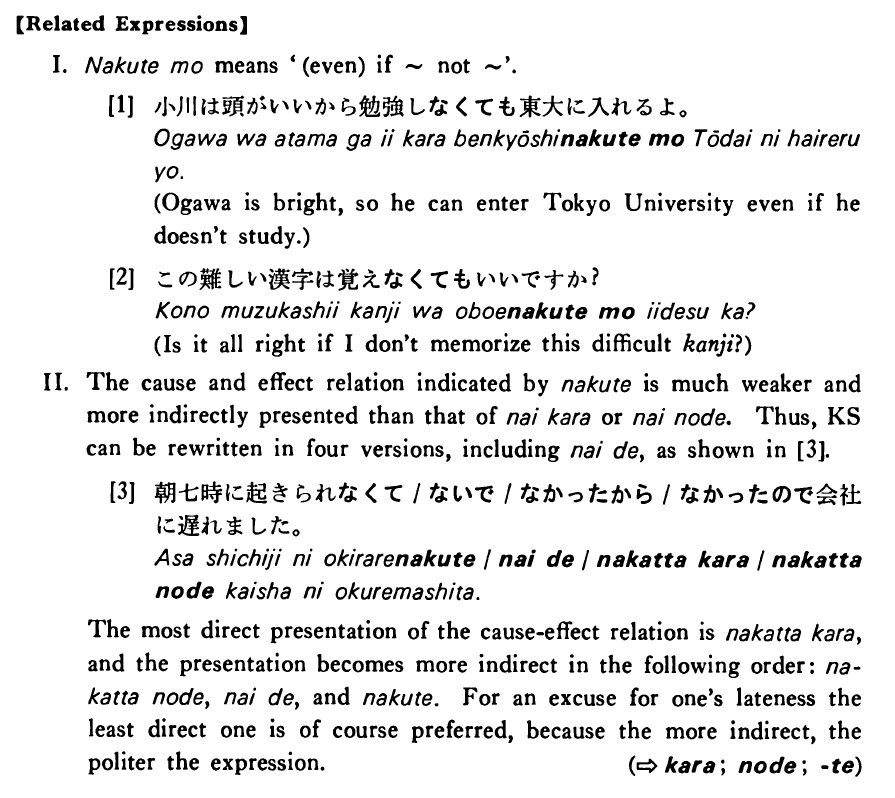 【Related Expressions】
I. Nakute mo means ‘(even) if ~ not ~’.
[1] 小川は頭がいいから勉強しなくても東大に入れるよ。
Ogawa wa atama ga ii kara benkyōshinakute mo Tōdai ni haireru
yo.
(Ogawa is bright, so he can enter Tokyo University even if he
doesn't study.)
[2] この難しい漢字は覚えなくてもいいですか?
Kono muzukashii kanji wa oboenakute mo iidesu ka?
(Is it all right if I don't memorize this difficult kanji?)
II. The cause and effect relation indicated by nakute is much weaker and
more indirectly presented than that of nai kara or nai node. Thus, KS
can be rewritten in four versions, including nai de, as shown in [3].
[3] 朝七時に起きられなくて / ないで / なかったから / なかったので会社
に遅れました。
Asa shichiji ni okirarenakute / nai de / nakatta kara / nakatta
node kaisha ni okuremashita.
The most direct presentation of the cause-effect relation is nakatta kara,
and the presentation becomes more indirect in the following order: na-
katta node, nai de, and nakute. For an excuse for one's lateness the
least direct one is of course preferred, because the more indirect, the
politer the expression. (⇨ kara; node; -te)